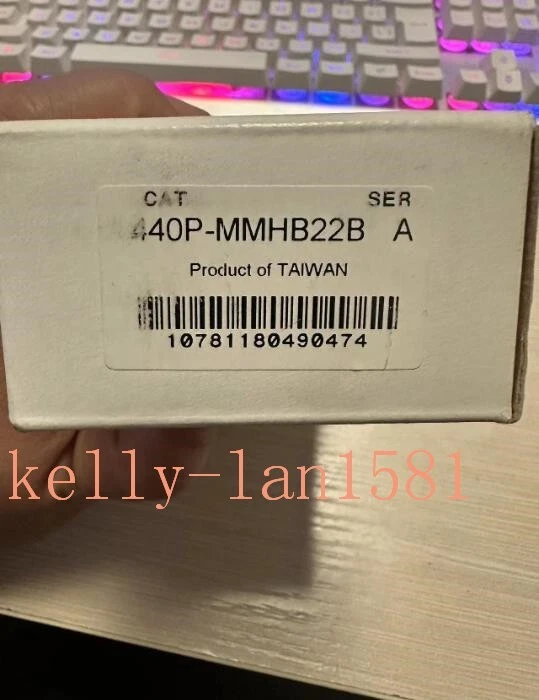 CAT SER
440P-MMHB22B A
Product of TAIWAN
10781180490474
kelly-lan1581